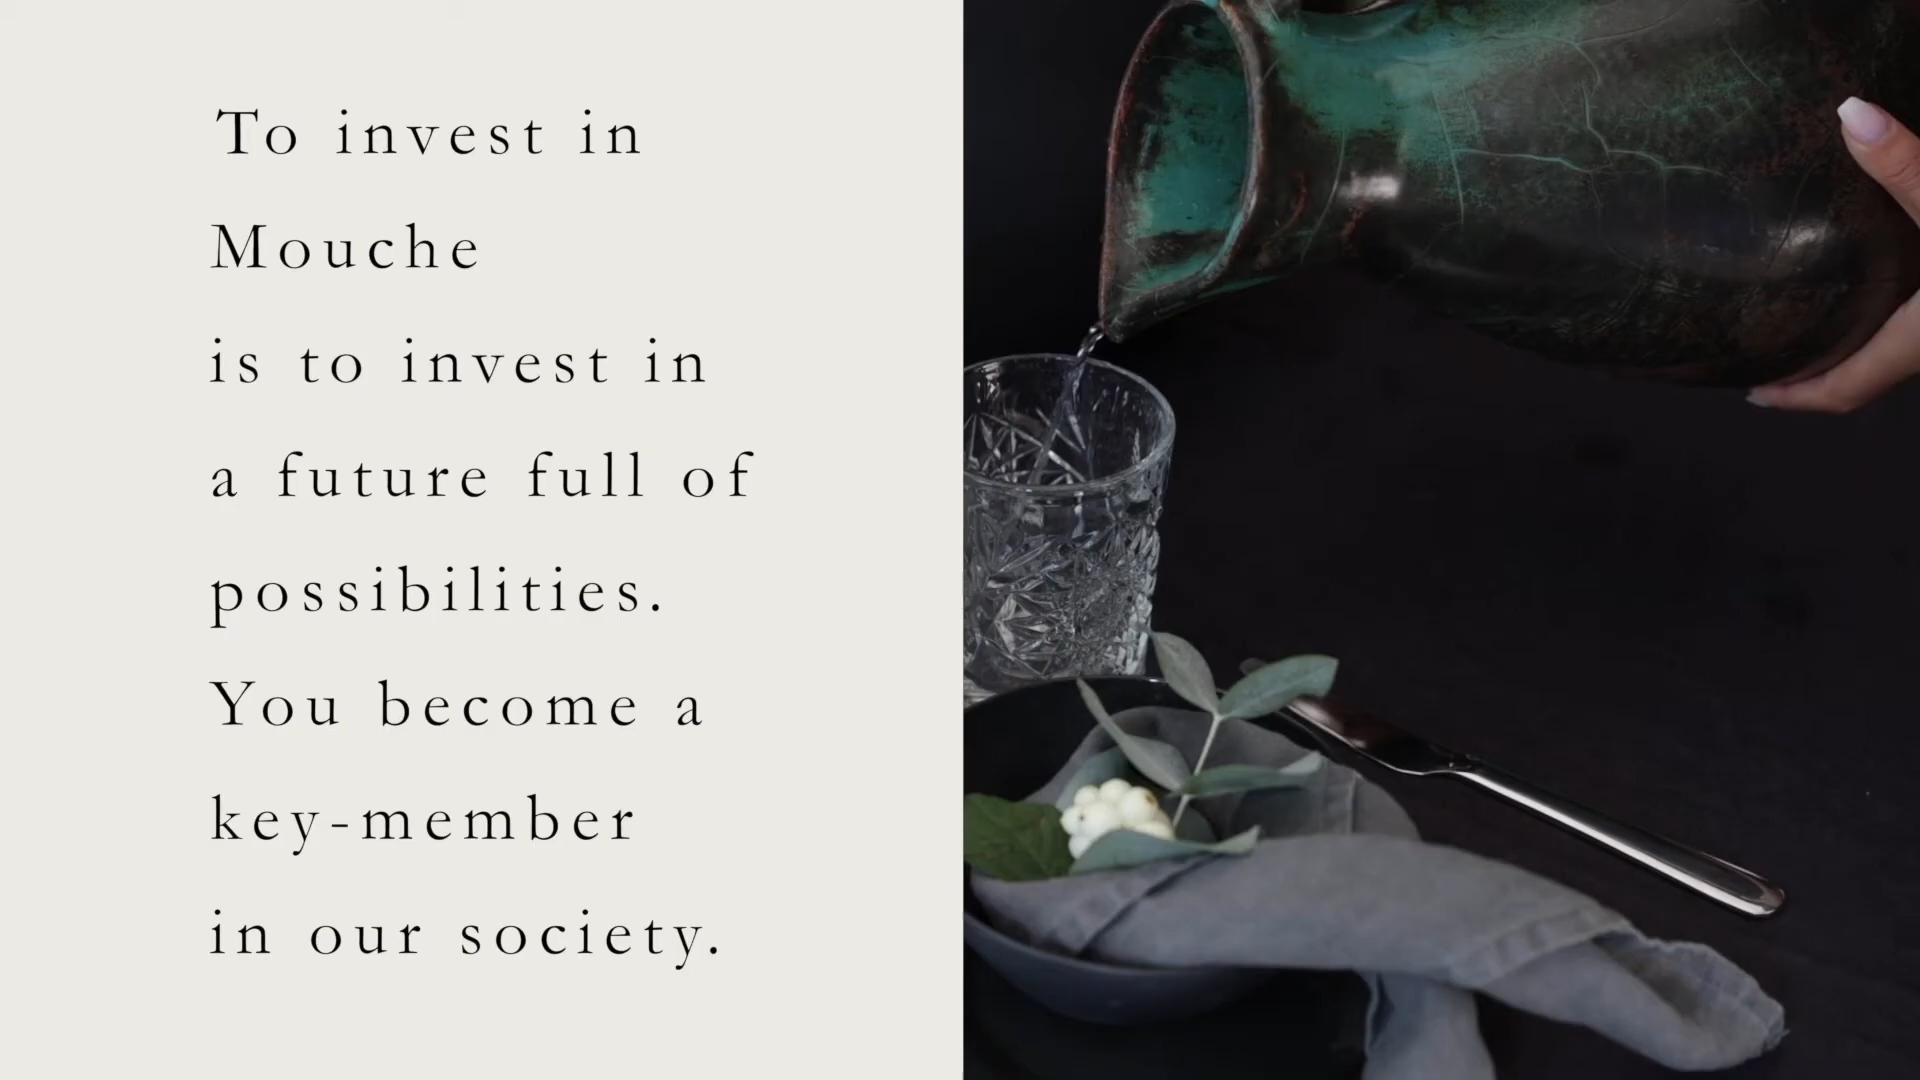 To invest in
Mouche
is to invest in
a future full of
possibilities.
You become a
key-member
in our society.